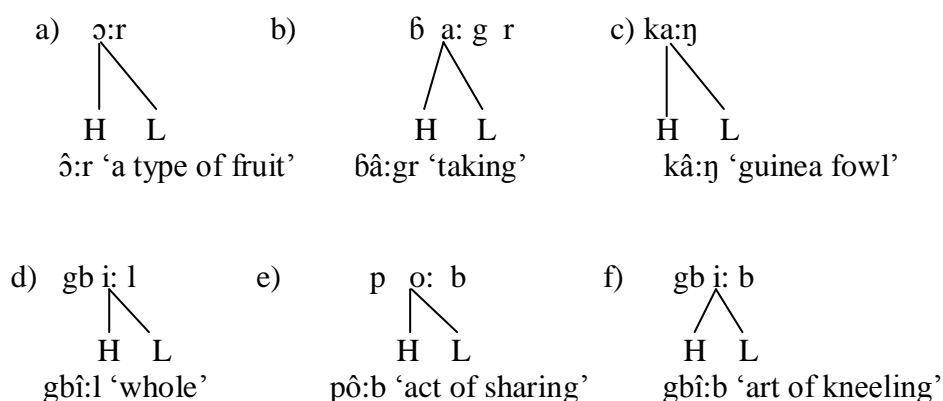 a) ɔ:r b) ɓ a: g r c) ka:ŋ
H L H L H L
ɔ̂:r ‘a type of fruit’ ɓâ:gr ‘taking’ kâ:ŋ ‘guinea fowl’
d) gb i: l e) p o: b f) gb i: b
H L H L H L
gbî:l ‘whole’ pô:b ‘act of sharing’ gbî:b ‘art of kneeling’